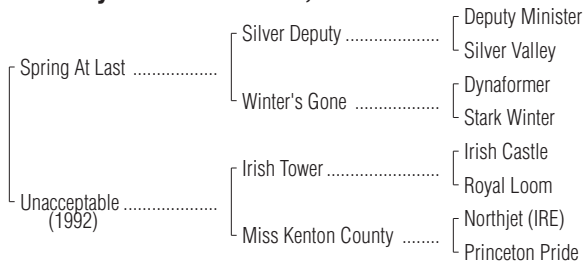 Deputy Minister
Silver Deputy ....................
Silver Valley
Spring At Last ..................
Dynaformer
Winter's Gone ..................
Stark Winter
Irish Castle
Irish Tower ........................
Royal Loom
Unacceptable ....................
(1992)
Northjet (IRE)
Miss Kenton County ........
Princeton Pride